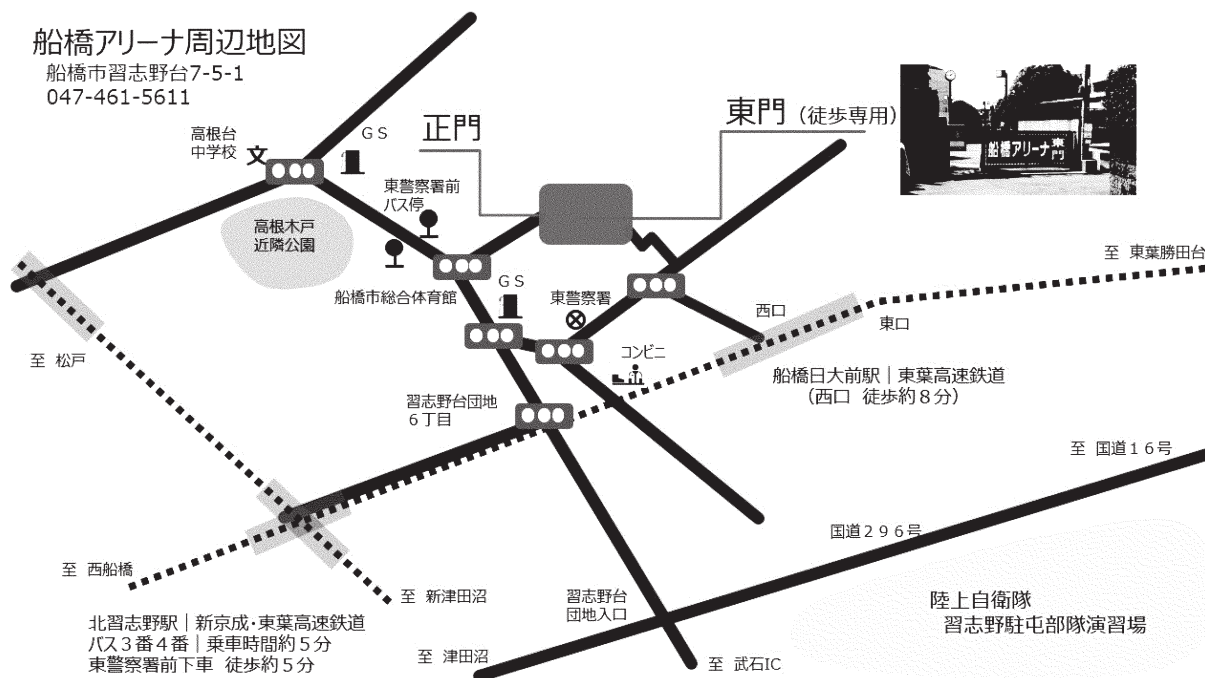 船橋アリーナ周辺地図
船橋市習志野台7-5-1
047-461-5611
高根台
中学校
文
GS
正門
東門（徒歩専用）
船橋アリーナ 東門
東警察署前
バス停
高根木戸
近隣公園
船橋市総合体育館
GS
東警察署
西口
東口
至 東葉勝田台
至 松戸
コンビニ
船橋日大前駅｜東葉高速鉄道
（西口 徒歩約８分）
習志野台団地
６丁目
至 国道16号
国道２９６号
至 西船橋
至 新津田沼
習志野台
団地入口
陸上自衛隊
習志野駐屯部隊演習場
北習志野駅｜新京成・東葉高速鉄道
バス３番４番｜乗車時間約５分
東警察署前下車 徒歩約５分
至 津田沼
至 武石IC